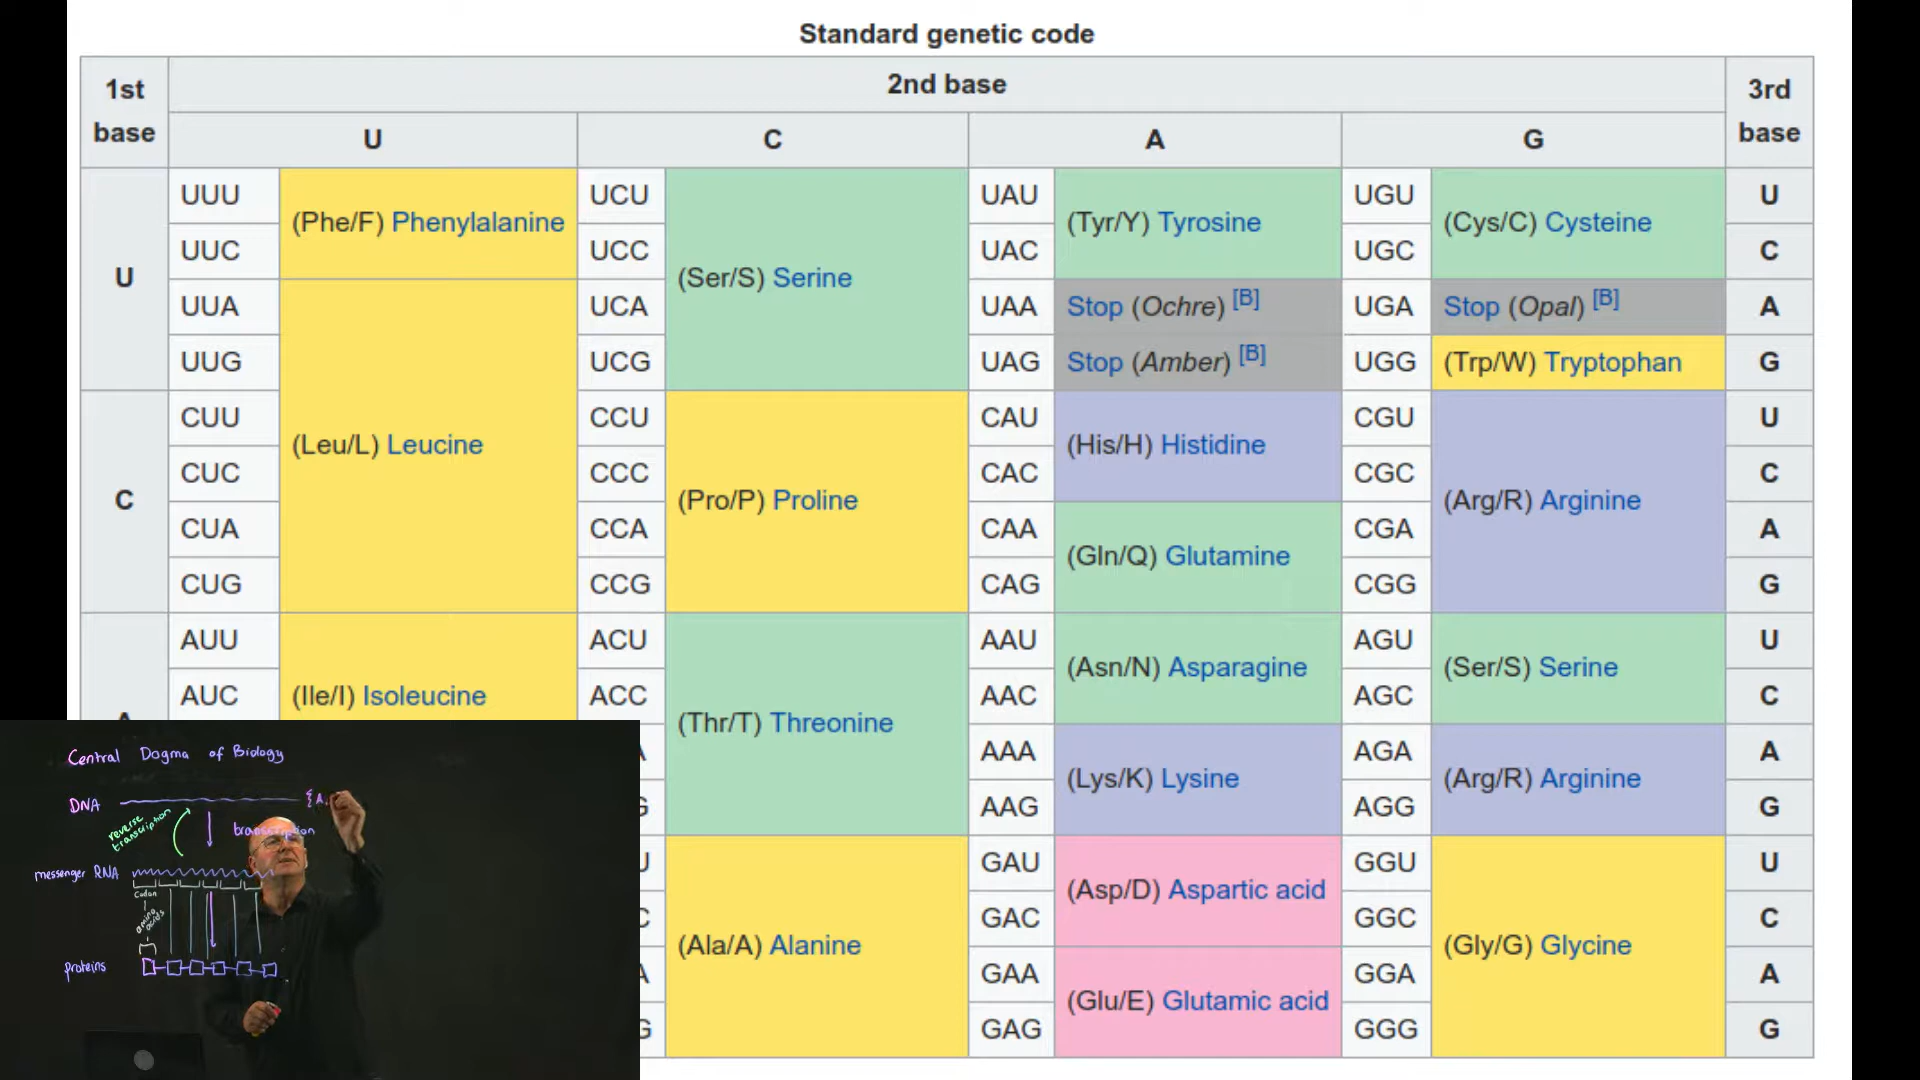 Standard genetic code
1st base 2nd base 3rd base
U C A G
U UUU (Phe/F) Phenylalanine UCU (Ser/S) Serine UAU (Tyr/Y) Tyrosine UGU (Cys/C) Cysteine U
UUC UCC UAC UGC C
UUA (Leu/L) Leucine UCA UAA Stop (Ochre) [B] UGA Stop (Opal) [B] A
UUG UCG UAG Stop (Amber) [B] UGG (Trp/W) Tryptophan G
C CUU CCU (Pro/P) Proline CAU (His/H) Histidine CGU (Arg/R) Arginine U
CUC CCC CAC CGC C
CUA CCA CAA (Gln/Q) Glutamine CGA A
CUG CCG CAG CGG G
AUU (Ile/I) Isoleucine ACU (Thr/T) Threonine AAU (Asn/N) Asparagine AGU (Ser/S) Serine U
AUC ACC AAC AGC C
AAA (Lys/K) Lysine AGA (Arg/R) Arginine A
AAG AGG G
(Ala/A) Alanine GAU (Asp/D) Aspartic acid GGU (Gly/G) Glycine U
GAC GGC C
GAA (Glu/E) Glutamic acid GGA A
GAG GGG G
Central Dogma of Biology
DNA {A,
reverse transcription
transcription
messenger RNA
Codon
amino acids
proteins